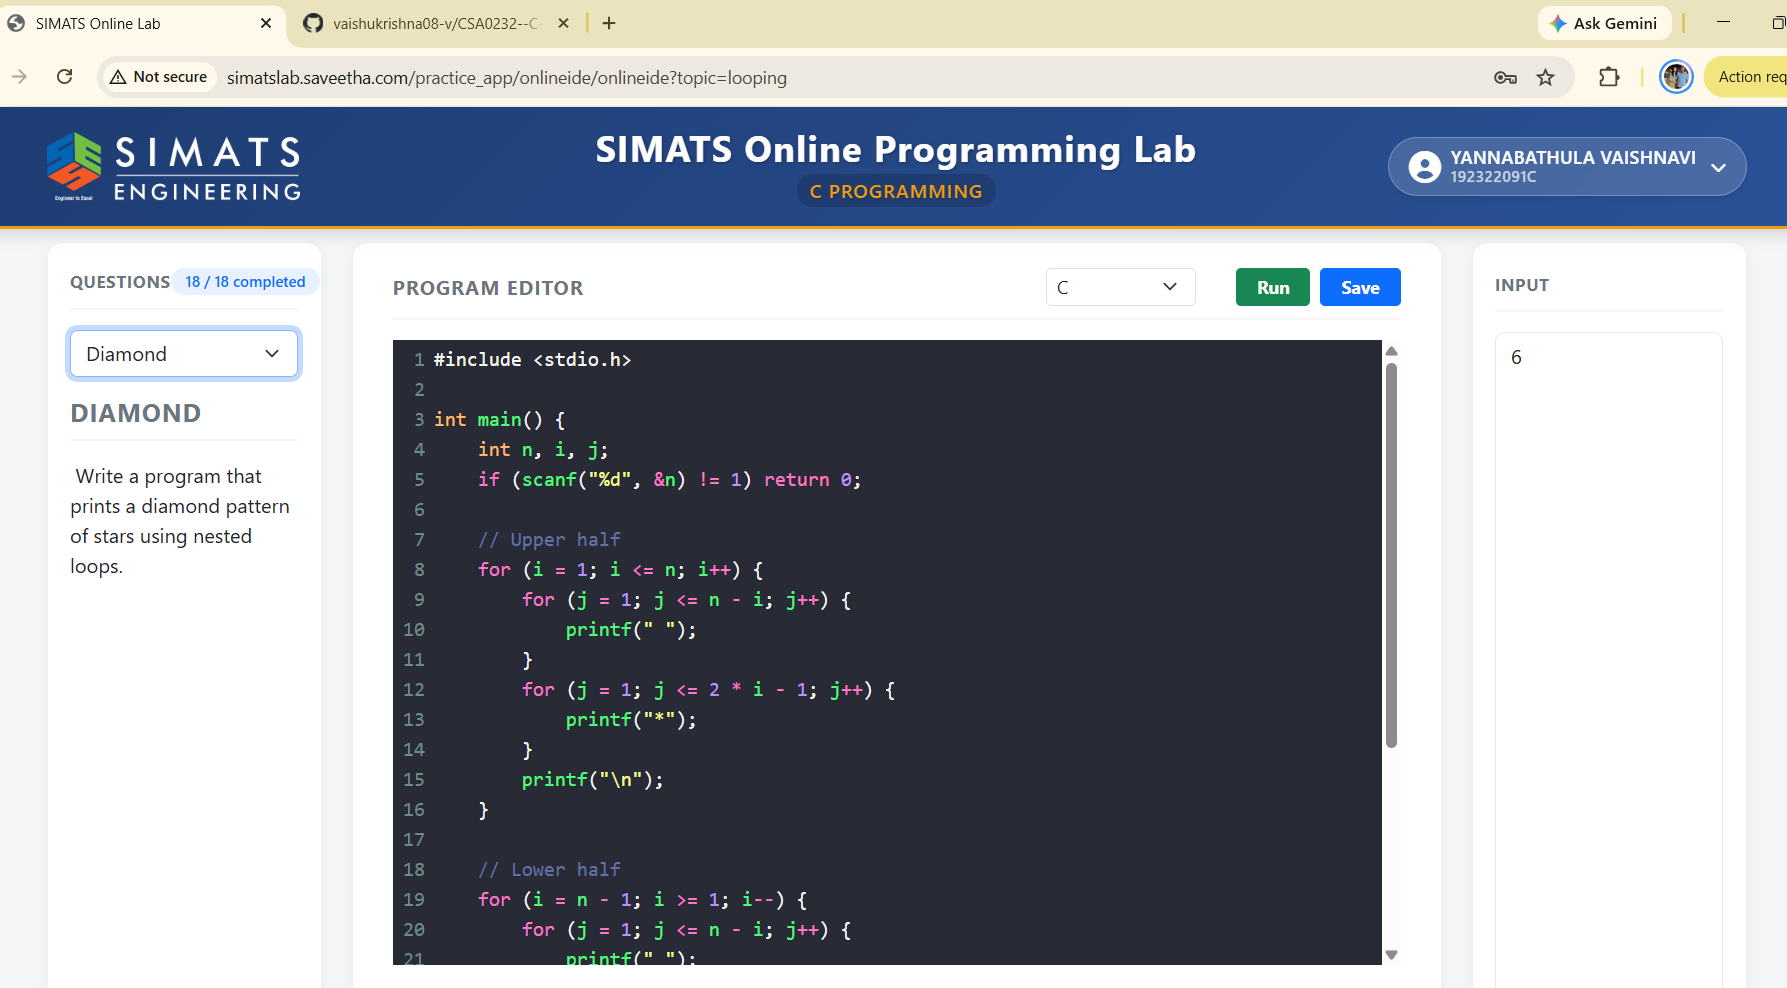 SIMATS Online Lab
vaishukrishna08-v/CSA0232--C-
Ask Gemini
Not secure
simatslab.saveetha.com/practice_app/onlineide/onlineide?topic=looping
Action req
SIMATS
ENGINEERING
Engineer to Excel
SIMATS Online Programming Lab
C PROGRAMMING
YANNABATHULA VAISHNAVI
192322091C
QUESTIONS 18 / 18 completed
Diamond
DIAMOND
Write a program that
prints a diamond pattern
of stars using nested
loops.
PROGRAM EDITOR
C
Run
Save
1 #include <stdio.h>
2
3 int main() {
4     int n, i, j;
5     if (scanf("%d", &n) != 1) return 0;
6
7     // Upper half
8     for (i = 1; i <= n; i++) {
9         for (j = 1; j <= n - i; j++) {
10             printf(" ");
11         }
12         for (j = 1; j <= 2 * i - 1; j++) {
13             printf("*");
14         }
15         printf("\n");
16     }
17
18     // Lower half
19     for (i = n - 1; i >= 1; i--) {
20         for (j = 1; j <= n - i; j++) {
21             printf(" ");
INPUT
6